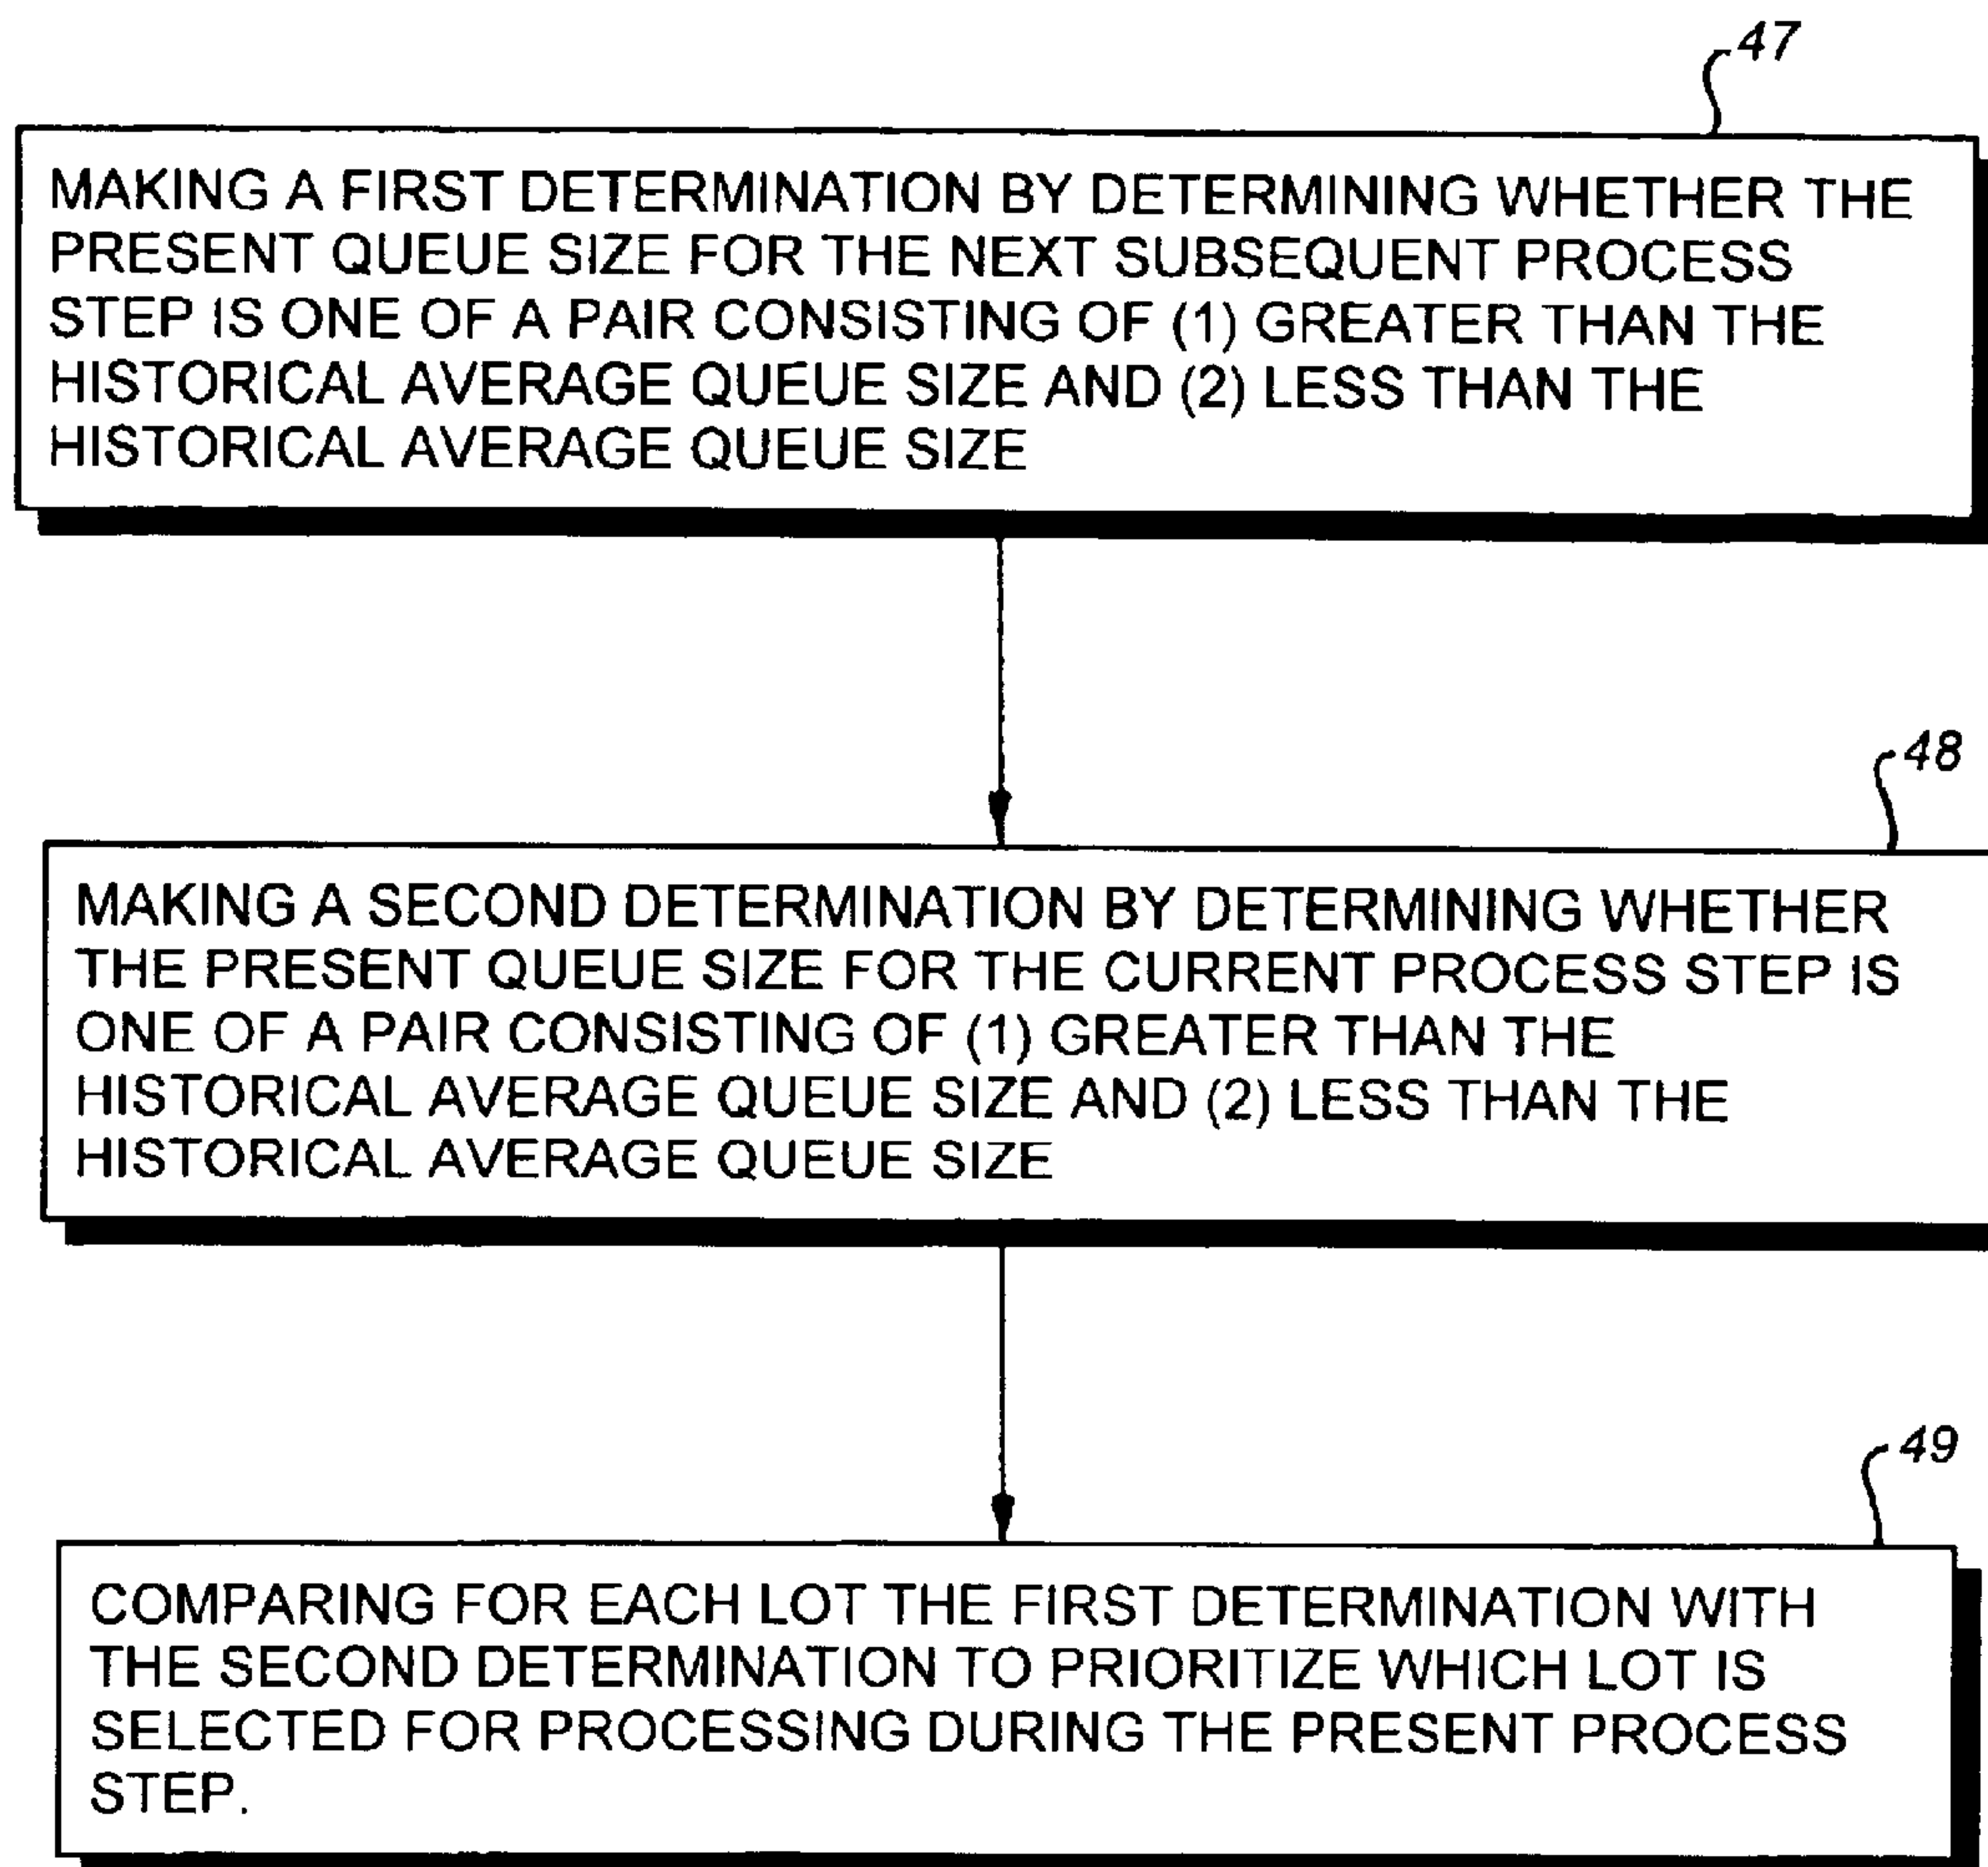 47
MAKING A FIRST DETERMINATION BY DETERMINING WHETHER THE
PRESENT QUEUE SIZE FOR THE NEXT SUBSEQUENT PROCESS
STEP IS ONE OF A PAIR CONSISTING OF (1) GREATER THAN THE
HISTORICAL AVERAGE QUEUE SIZE AND (2) LESS THAN THE
HISTORICAL AVERAGE QUEUE SIZE
48
MAKING A SECOND DETERMINATION BY DETERMINING WHETHER
THE PRESENT QUEUE SIZE FOR THE CURRENT PROCESS STEP IS
ONE OF A PAIR CONSISTING OF (1) GREATER THAN THE
HISTORICAL AVERAGE QUEUE SIZE AND (2) LESS THAN THE
HISTORICAL AVERAGE QUEUE SIZE
49
COMPARING FOR EACH LOT THE FIRST DETERMINATION WITH
THE SECOND DETERMINATION TO PRIORITIZE WHICH LOT IS
SELECTED FOR PROCESSING DURING THE PRESENT PROCESS
STEP.